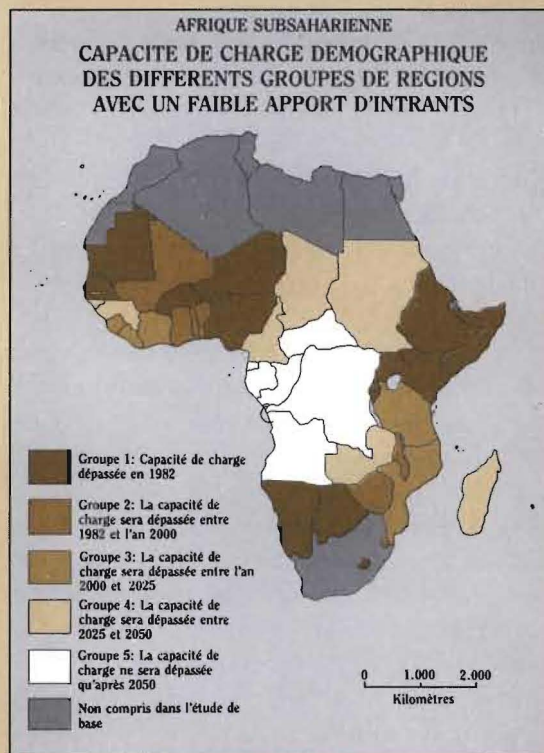 AFRIQUE SUBSAHARIENNE
CAPACITE DE CHARGE DEMOGRAPHIQUE
DES DIFFERENTS GROUPES DE REGIONS
AVEC UN FAIBLE APPORT D'INTRANTS
Groupe 1: Capacité de charge
dépassée en 1982
Groupe 2: La capacité de
charge sera dépassée entre
1982 et l'an 2000
Groupe 3: La capacité de
charge sera dépassée entre l'an
2000 et 2025
Groupe 4: La capacité de
charge sera dépassée entre
2025 et 2050
Groupe 5: La capacité de
charge ne sera dépassée
qu'après 2050
Non compris dans l'étude de
base
0 1.000 2.000
Kilomètres